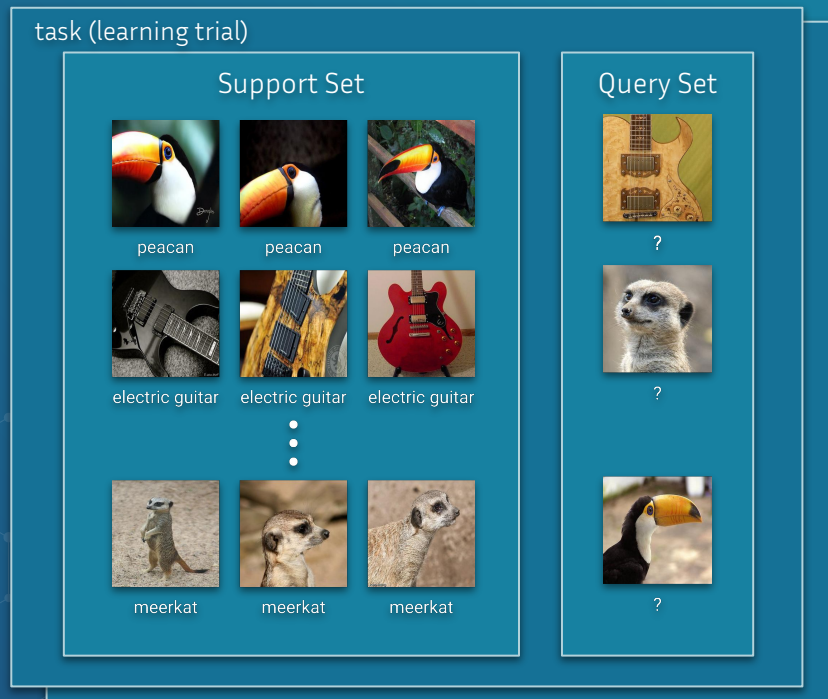 task (learning trial)
Support Set
Query Set
peacan peacan peacan
?
electric guitar electric guitar electric guitar
?
meerkat meerkat meerkat
?